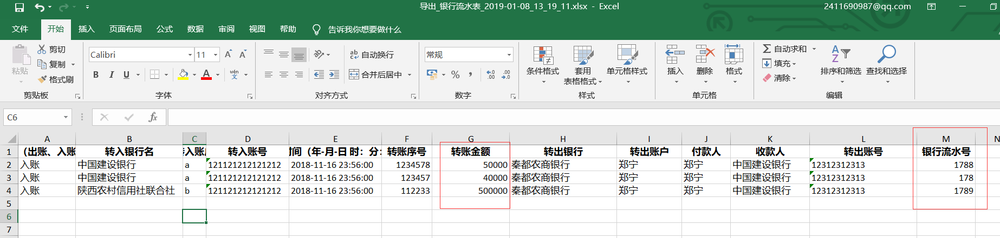 导出_银行流水表_2019-01-08_13_19_11.xlsx - Excel
2411690987@qq.com
文件 开始 插入 页面布局 公式 数据 审阅 视图 帮助 告诉我你想要做什么
粘贴 剪切 复制 格式刷
剪贴板
Calibri 11
B I U A wén 文
字体
ab c 自动换行
合并后居中
对齐方式
常规
% , .0 .00 .00 .0
数字
条件格式 套用 表格格式 单元格样式
样式
插入 删除 格式
单元格
自动求和
填充
清除
排序和筛选 查找和选择
编辑
C6 fx
A B C D E F G H I J K L M N
1 (出账、入账 转入银行名 转入账 转入账号 时间（年-月-日 时：分： 转账序号 转账金额 转出银行 转出账户 付款人 收款人 转出账号 银行流水号
2 入账 中国建设银行 a 121121212121212 2018-11-16 23:56:00 1234578 50000 秦都农商银行 郑宁 郑宁 中国建设银行 12312312313 1788
3 入账 中国建设银行 a 121121212121212 2018-11-16 23:56:00 123457 40000 秦都农商银行 郑宁 郑宁 中国建设银行 12312312313 178
4 入账 陕西农村信用社联合社 b 121121212121212 2018-11-16 23:56:00 112233 500000 秦都农商银行 郑宁 郑宁 中国建设银行 12312312313 1789
5
6
7